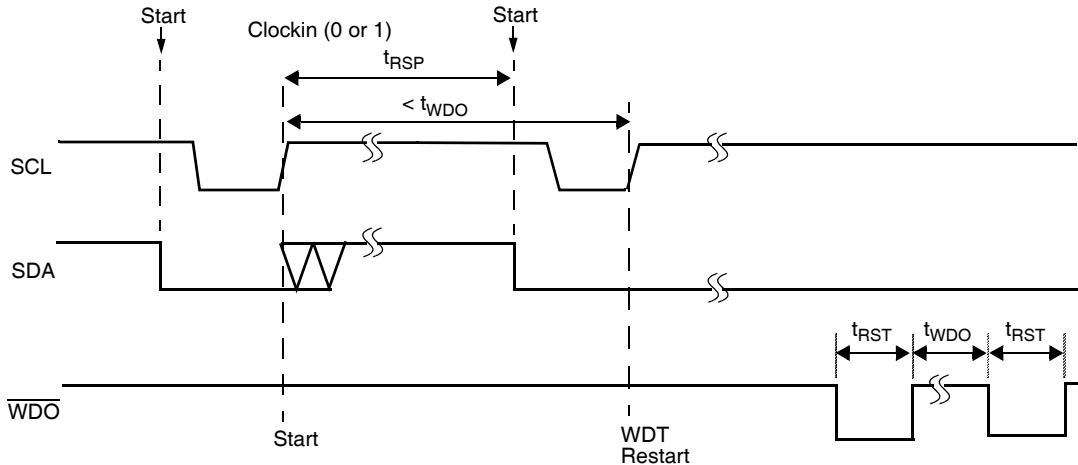 Start
Start
Clockin (0 or 1)
tRSP
< tWDO
SCL
SDA
tRST
tWDO
tRST
WDO
Start
WDT
Restart